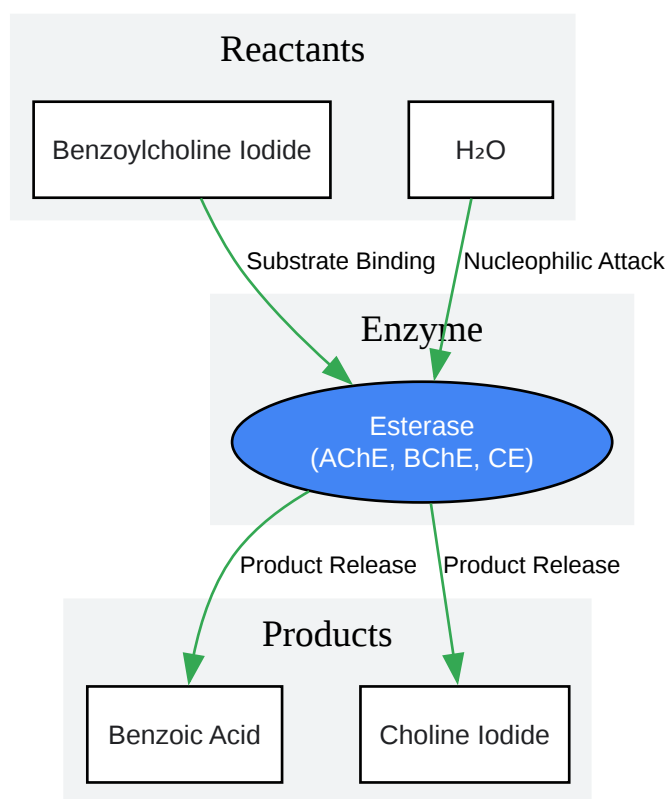 Reactants
Benzoylcholine Iodide
H₂O
Substrate Binding
Nucleophilic Attack
Enzyme
Esterase
(AChE, BChE, CE)
Product Release
Product Release
Products
Benzoic Acid
Choline Iodide